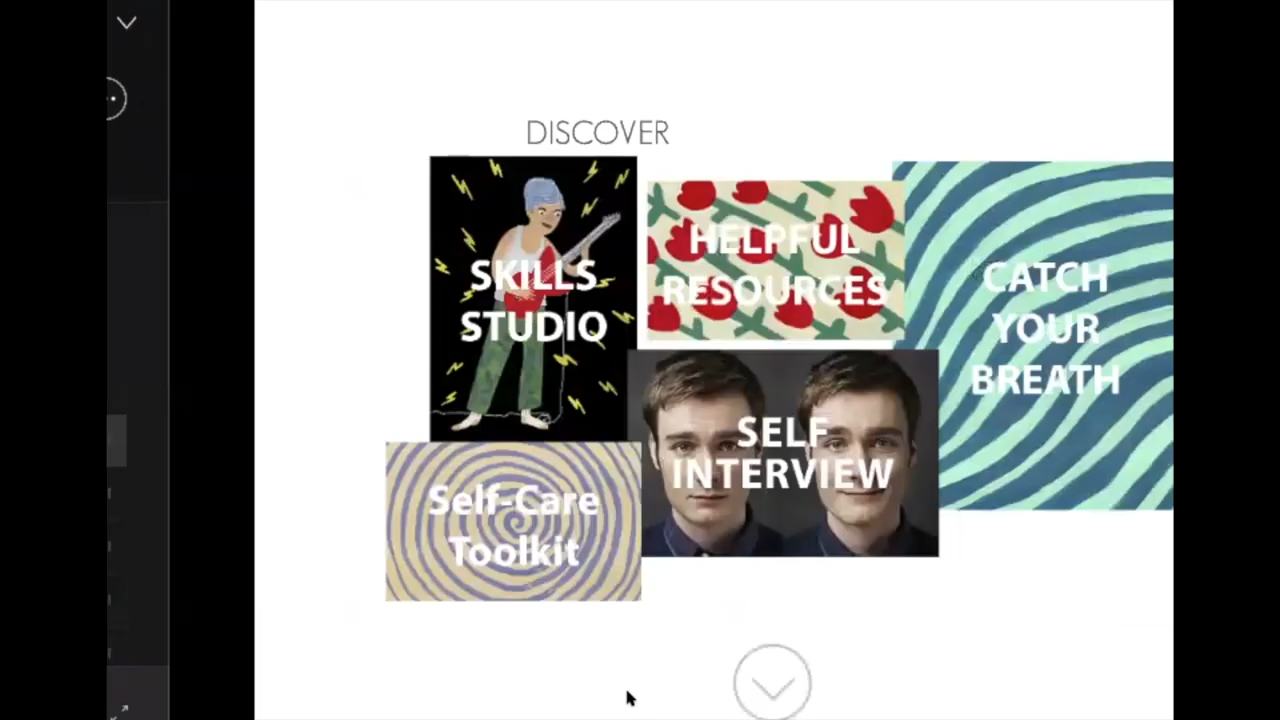 DISCOVER
SKILLS
STUDIO
HELPFUL
RESOURCES
CATCH
YOUR
BREATH
SELF
INTERVIEW
Self-Care
Toolkit